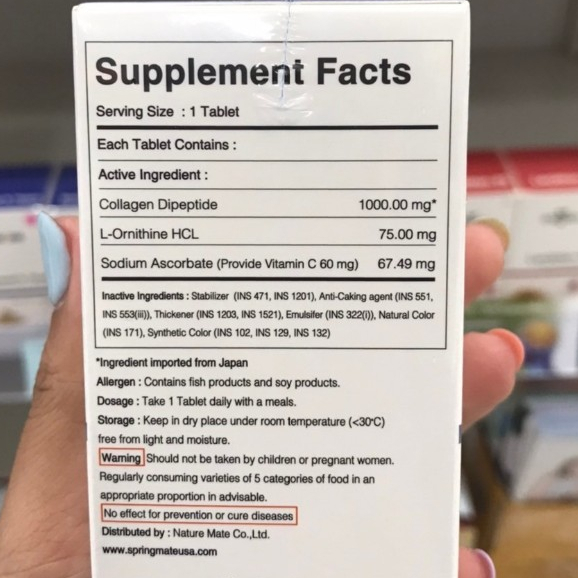 Supplement Facts
Serving Size : 1 Tablet
Each Tablet Contains :
Active Ingredient :
Collagen Dipeptide 1000.00 mg*
L-Ornithine HCL 75.00 mg
Sodium Ascorbate (Provide Vitamin C 60 mg) 67.49 mg
Inactive Ingredients : Stabilizer (INS 471, INS 1201), Anti-Caking agent (INS 551,
INS 553(iii)), Thickener (INS 1203, INS 1521), Emulsifer (INS 322(i)), Natural Color
(INS 171), Synthetic Color (INS 102, INS 129, INS 132)
*Ingredient imported from Japan
Allergen : Contains fish products and soy products.
Dosage : Take 1 Tablet daily with a meals.
Storage : Keep in dry place under room temperature (<30°C)
free from light and moisture.
Warning Should not be taken by children or pregnant women.
Regularly consuming varieties of 5 categories of food in an
appropriate proportion in advisable.
No effect for prevention or cure diseases
Distributed by : Nature Mate Co.,Ltd.
www.springmateusa.com